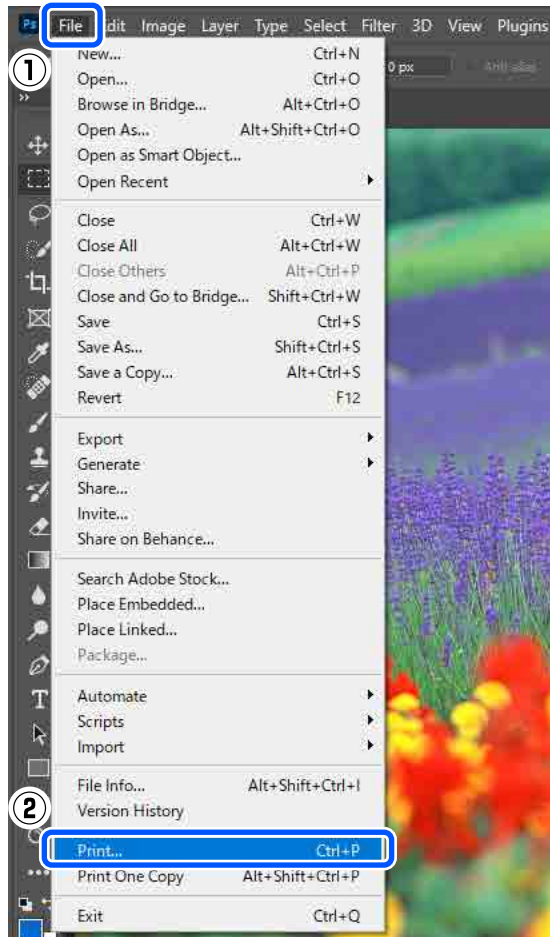 Ps File Edit Image Layer Type Select Filter 3D View Plugins
1
0 px Anti-alias
New... Ctrl+N
Open... Ctrl+O
Browse in Bridge... Alt+Ctrl+O
Open As... Alt+Shift+Ctrl+O
Open as Smart Object...
Open Recent
Close Ctrl+W
Close All Alt+Ctrl+W
Close Others Alt+Ctrl+P
Close and Go to Bridge... Shift+Ctrl+W
Save Ctrl+S
Save As... Shift+Ctrl+S
Save a Copy... Alt+Ctrl+S
Revert F12
Export
Generate
Share...
Invite...
Share on Behance...
Search Adobe Stock...
Place Embedded...
Place Linked...
Package...
Automate
Scripts
Import
File Info... Alt+Shift+Ctrl+I
Version History
2
Print... Ctrl+P
Print One Copy Alt+Shift+Ctrl+P
Exit Ctrl+Q